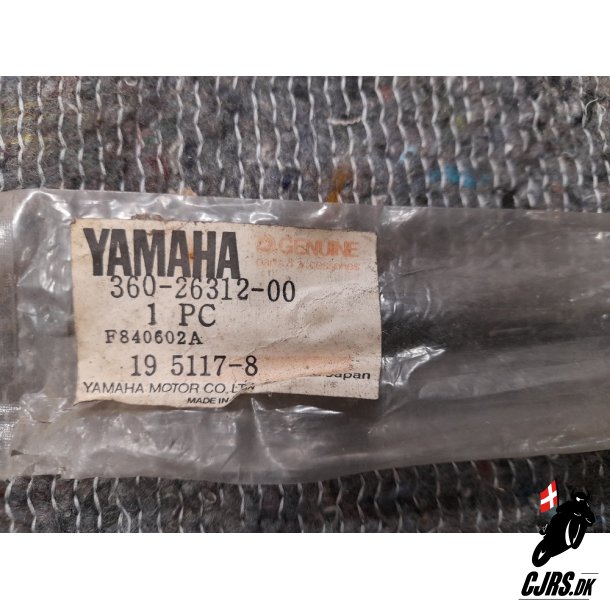 YAMAHA
GENUINE
parts & accessories
360-26312-00
1 PC
F840602A
19 5117-8
YAMAHA MOTOR CO., LTD.
Japan
MADE IN
CJRS.DK